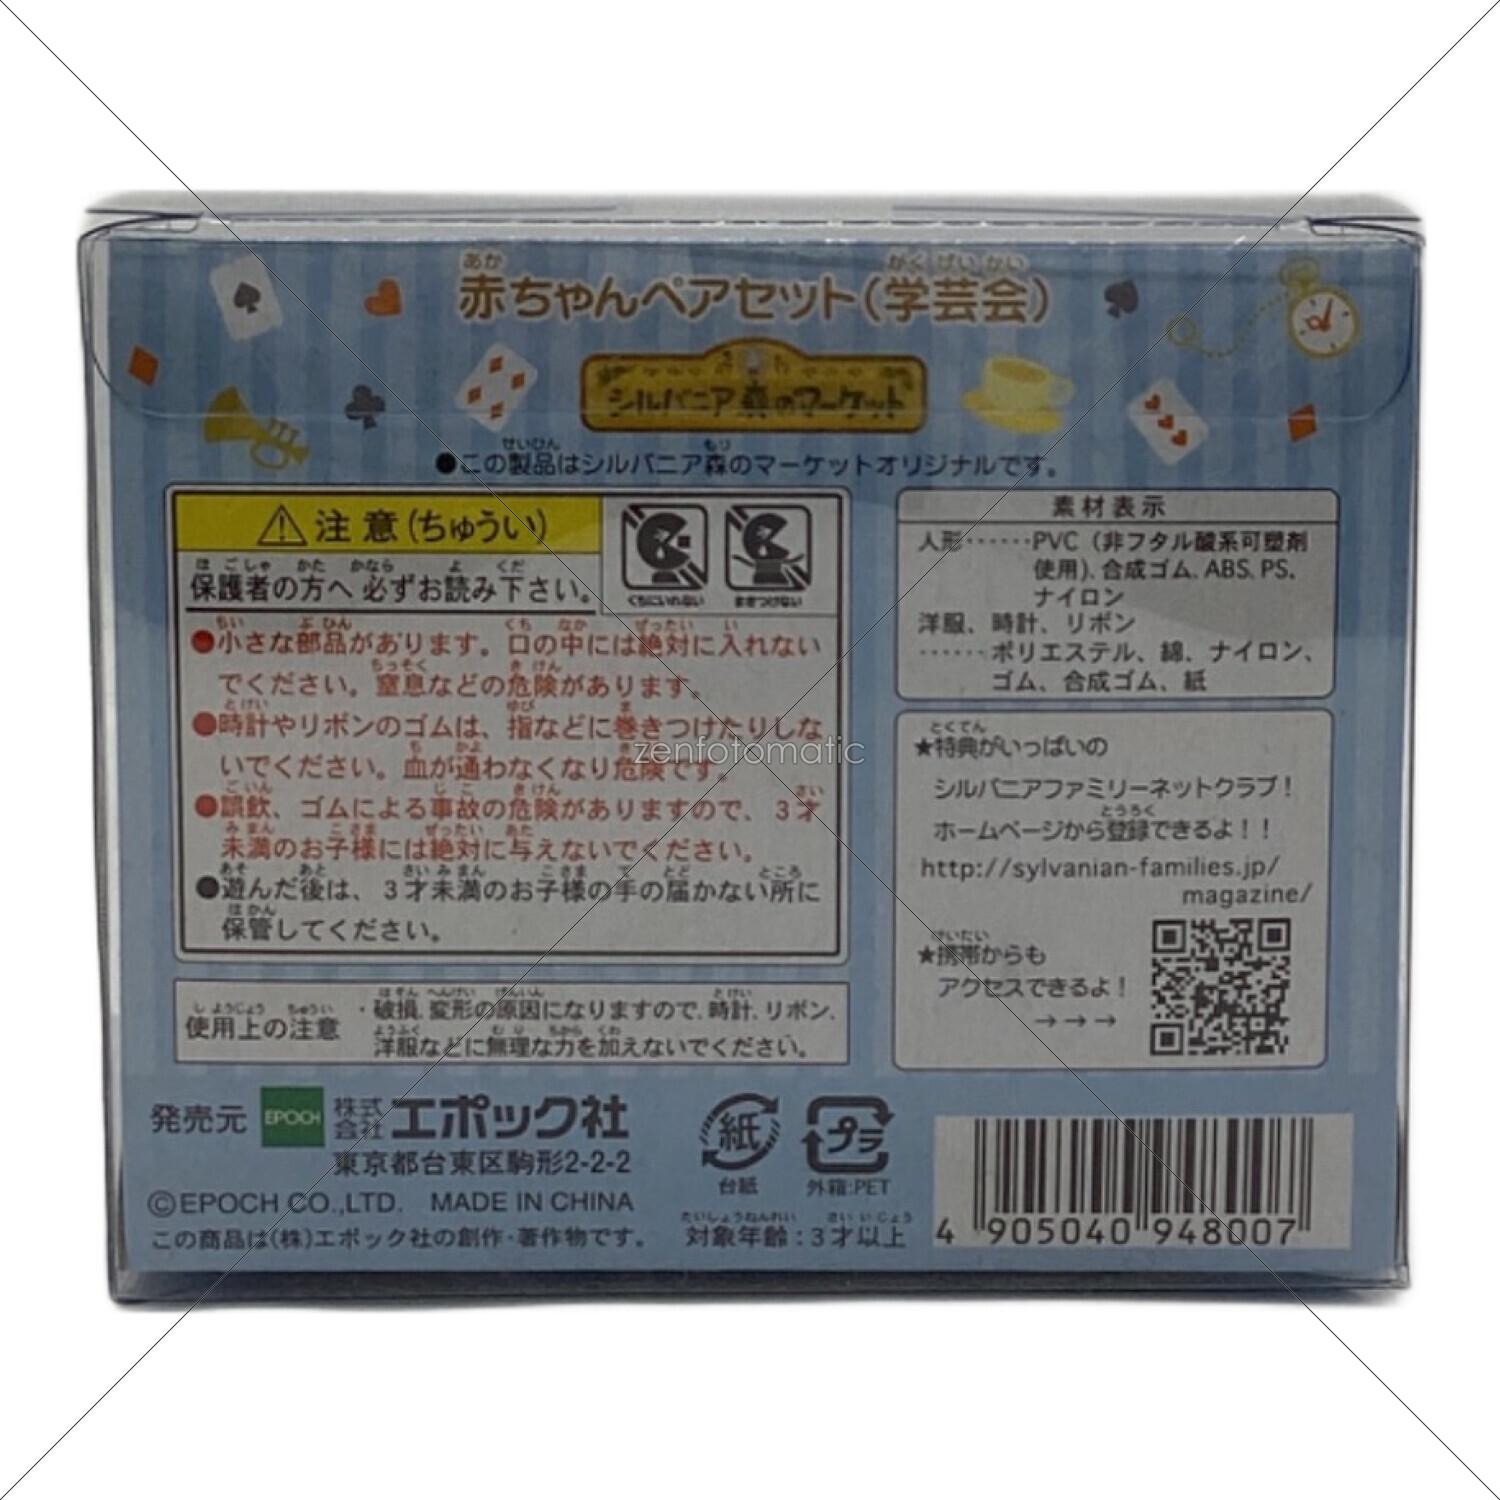 赤ちゃんペアセット(学芸会)
シルバニア森のマーケット
●この製品はシルバニア森のマーケットオリジナルです。
⚠注意(ちゅうい)
くちにいれない
まきつけない
保護者の方へ 必ずお読み下さい。
●小さな部品があります。口の中には絶対に入れない
でください。窒息などの危険があります。
●時計やリボンのゴムは、指などに巻きつけたりしな
いでください。血が通わなくなり危険です。
●誤飲、ゴムによる事故の危険がありますので、3才
未満のお子様には絶対に与えないでください。
●遊んだ後は、3才未満のお子様の手の届かない所に
保管してください。
使用上の注意
・破損、変形の原因になりますので、時計、リボン、
洋服などに無理な力を加えないでください。
素材表示
人形……PVC(非フタル酸系可塑剤
使用)、合成ゴム、ABS、PS、
ナイロン
洋服、時計、リボン
……ポリエステル、綿、ナイロン、
ゴム、合成ゴム、紙
★特典がいっぱいの
シルバニアファミリーネットクラブ!
ホームページから登録できるよ!!
http://sylvanian-families.jp/
magazine/
★携帯からも
アクセスできるよ!
→→→
発売元 EPOCH 株式会社 エポック社
東京都台東区駒形2-2-2
©EPOCH CO.,LTD. MADE IN CHINA
この商品は(株)エポック社の創作・著作物です。
紙
台紙
プラ
外箱:PET
対象年齢:3才以上
4 905040 948007
zenfotomatic